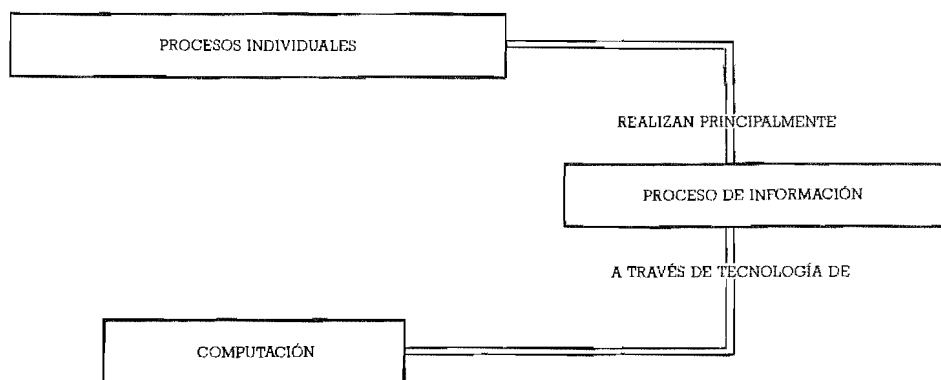 PROCESOS INDIVIDUALES
REALIZAN PRINCIPALMENTE
PROCESO DE INFORMACIÓN
A TRAVÉS DE TECNOLOGÍA DE
COMPUTACIÓN